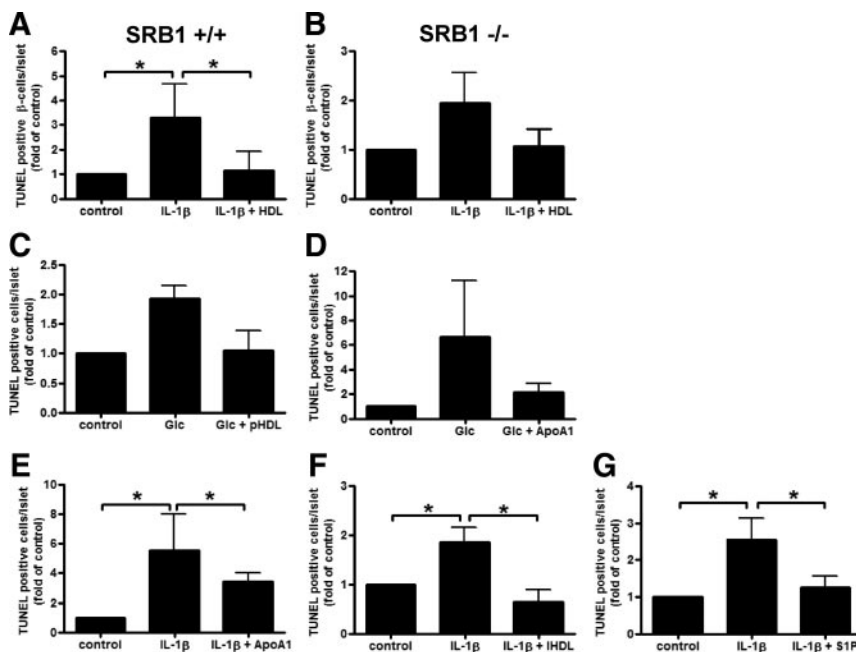 A
SRB1 +/+
TUNEL positive β-cells/Islet
(fold of control)
6
5
4
3
2
1
0
*
*
control
IL-1β
IL-1β + HDL
B
SRB1 -/-
TUNEL positive β-cells/Islet
(fold of control)
3
2
1
0
control
IL-1β
IL-1β + HDL
C
TUNEL positive cells/Islet
(fold of control)
2.5
2.0
1.5
1.0
0.5
0.0
control
Glc
Glc + pHDL
D
TUNEL positive cells/Islet
(fold of control)
12
10
8
6
4
2
0
control
Glc
Glc + ApoA1
E
TUNEL positive cells/Islet
(fold of control)
10
8
6
4
2
0
*
*
control
IL-1β
IL-1β + ApoA1
F
TUNEL positive cells/Islet
(fold of control)
3
2
1
0
*
*
control
IL-1β
IL-1β + IHDL
G
TUNEL positive cells/Islet
(fold of control)
4
3
2
1
0
*
*
control
IL-1β
IL-1β + S1P